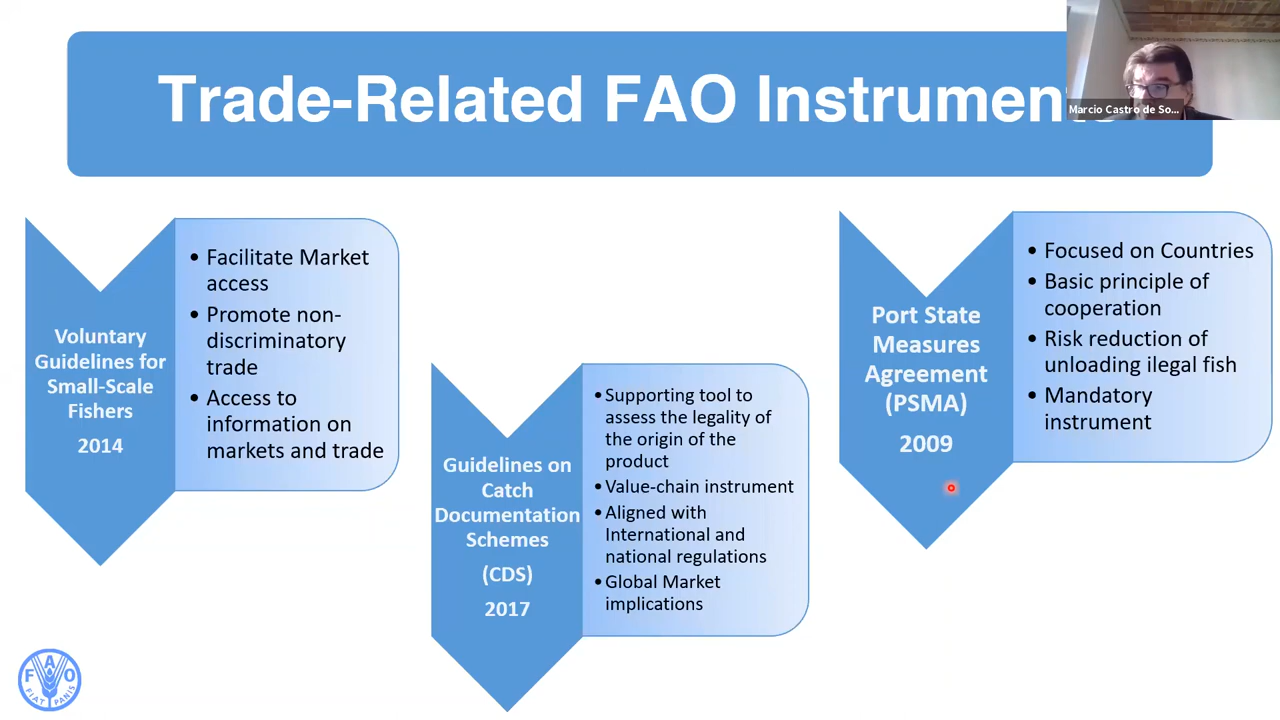 Trade-Related FAO Instruments
Marcio Castro de So...
Voluntary
Guidelines for
Small-Scale
Fishers
2014
• Facilitate Market
access
• Promote non-
discriminatory
trade
• Access to
information on
markets and trade
Guidelines on
Catch
Documentation
Schemes
(CDS)
2017
• Supporting tool to
assess the legality of
the origin of the
product
• Value-chain instrument
• Aligned with
International and
national regulations
• Global Market
implications
Port State
Measures
Agreement
(PSMA)
2009
• Focused on Countries
• Basic principle of
cooperation
• Risk reduction of
unloading ilegal fish
• Mandatory
instrument
FAO
FIAT PANIS